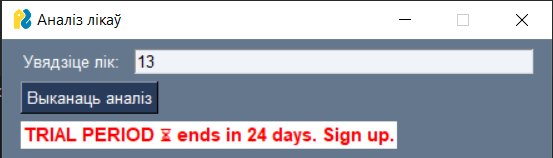 Аналіз лікаў
Увядзіце лік: 13
Выканаць аналіз
TRIAL PERIOD ⌛ ends in 24 days. Sign up.